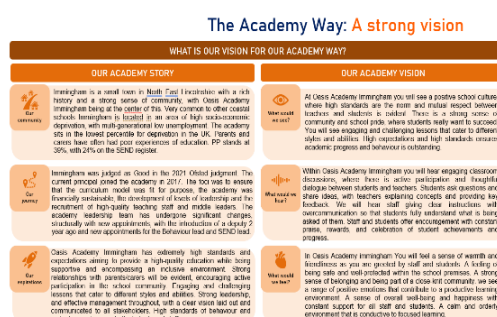 The Academy Way: A strong vision
WHAT IS OUR VISION FOR OUR ACADEMY WAY?
OUR ACADEMY STORY
Our
community
Immingham is a small town in North East Lincolnshire with a rich
history and a strong sense of community, with Oasis Academy
Immingham being at the center of this. Very common to other coastal
schools Immingham is located in an area of high socio-economic
deprivation, with multi-generational low unemployment. The academy
sits in the lowest percentile for deprivation in the UK. Parents and
carers have often had poor experiences of education. PP stands at
39%, with 24% on the SEND register.
Our
journey
Immingham was judged as Good in the 2021 Ofsted judgment. The
current principal joined the academy in 2017. The focus was to ensure
that the curriculum model was fit for purpose, the academy was
financially sustainable, the development of levels of leadership and the
recruitment of high-quality teaching staff and middle leaders. The
academy leadership team has undergone significant changes,
structurally with new appointments, with the introduction of a deputy 2
year ago and new appointments for the Behaviour lead and SEND lead.
Our
aspirations
Oasis Academy Immingham has extremely high standards and
expectations aiming to provide a high-quality education while being
supportive and encompassing an inclusive environment. Strong
relationships with parents/carers will be evident, encouraging active
participation in the school community. Engaging and challenging
lessons that cater to different styles and abilities. Strong leadership,
and effective management throughout, with a clear vision laid out and
communicated to all stakeholders. High standards of behaviour and
OUR ACADEMY VISION
What could
we see?
At Oasis Academy Immingham you will see a positive school culture
where high standards are the norm and mutual respect between
teachers and students is evident. There is a strong sense of
community and school pride, where students really want to succeed.
You will see engaging and challenging lessons that cater to different
styles and abilities. High expectations and high standards ensure
academic progress and behaviour is outstanding.
What would we
hear?
Within Oasis Academy Immingham you will hear engaging classroom
discussions, where there is active participation and thoughtful
dialogue between students and teachers. Students ask questions and
share ideas, with teachers explaining concepts and providing key
feedback. We will hear staff giving clear instructions with
overcommunication so that students fully understand what is being
asked of them. Staff and students offer encouragement with constant
praise, rewards, and celebration of student achievements and
progress.
What could
we feel?
In Oasis Academy Immingham You will feel a sense of warmth and
friendliness as you are greeted by staff and students. A feeling of
being safe and well-protected within the school premises. A strong
sense of belonging and being part of a close-knit community, we see
a range of positive emotions that contribute to a productive learning
environment. A sense of overall well-being and happiness with
constant support for all staff and students. A calm and orderly
environment that is conducive to focused learning.